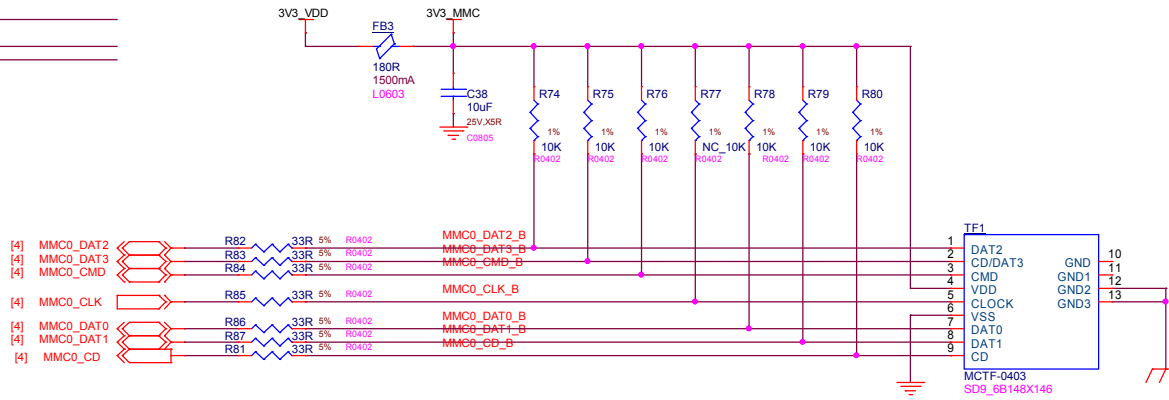 3V3_VDD
3V3_MMC
FB3
180R
1500mA
L0603
C38
10uF
25V,X5R
C0805
R74 R75 R76 R77 R78 R79 R80
1% 1% 1% 1% 1% 1% 1%
10K 10K 10K NC_10K 10K 10K 10K
R0402 R0402 R0402 R0402 R0402 R0402 R0402
[4] MMC0_DAT2 R82 33R 5% R0402 MMC0_DAT2_B
[4] MMC0_DAT3 R83 33R 5% R0402 MMC0_DAT3_B
[4] MMC0_CMD R84 33R 5% R0402 MMC0_CMD_B
[4] MMC0_CLK R85 33R 5% R0402 MMC0_CLK_B
[4] MMC0_DAT0 R86 33R 5% R0402 MMC0_DAT0_B
[4] MMC0_DAT1 R87 33R 5% R0402 MMC0_DAT1_B
[4] MMC0_CD R81 33R 5% R0402 MMC0_CD_B
TF1
1 DAT2
2 CD/DAT3
3 CMD
4 VDD
5 CLOCK
6 VSS
7 DAT0
8 DAT1
9 CD
GND 10
GND1 11
GND2 12
GND3 13
MCTF-0403
SD9_6B148X146